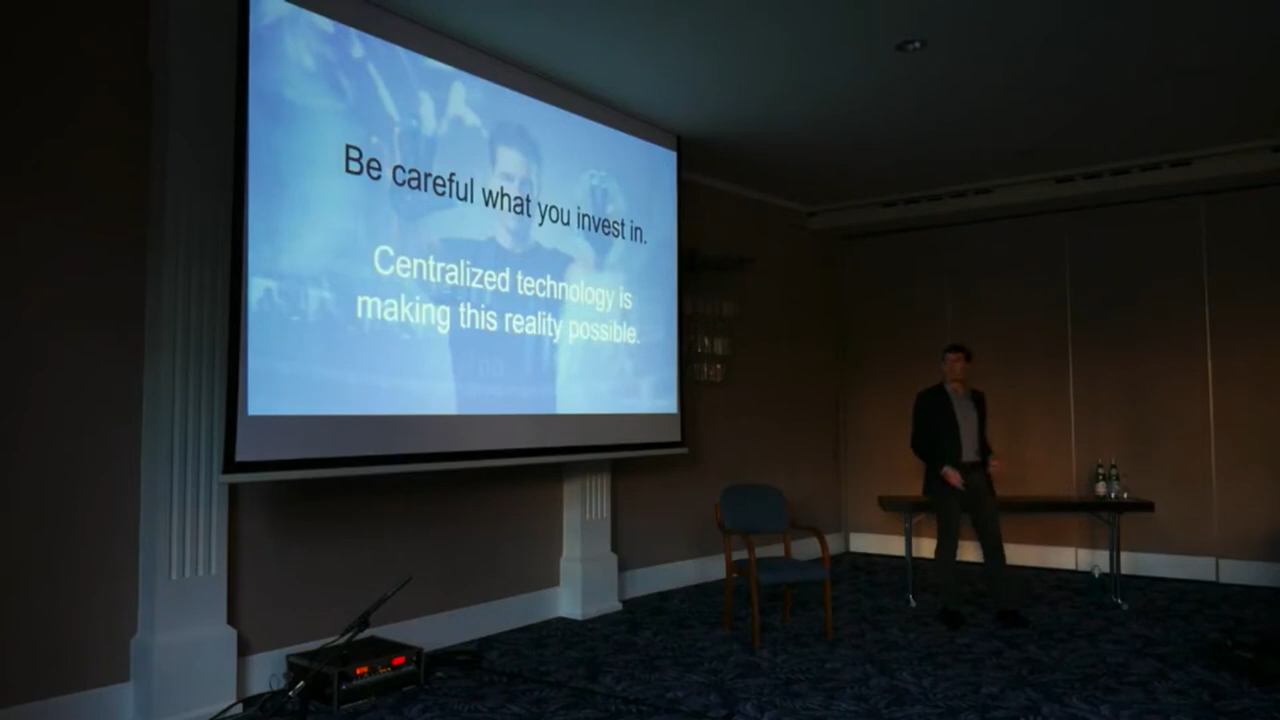 Be careful what you invest in.
Centralized technology is
making this reality possible.